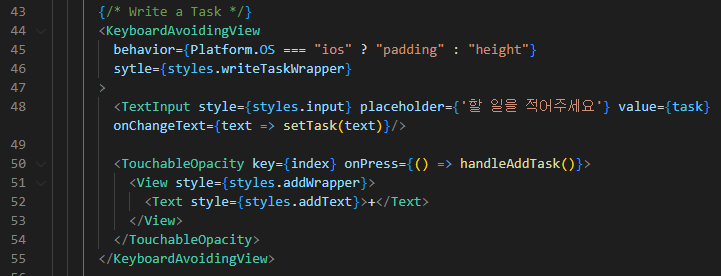 43 {/* Write a Task */}
44 <KeyboardAvoidingView
45 behavior={Platform.OS === "ios" ? "padding" : "height"}
46 sytle={styles.writeTaskWrapper}
47 >
48 <TextInput style={styles.input} placeholder={'할 일을 적어주세요'} value={task}
onChangeText={text => setTask(text)}/>
49
50 <TouchableOpacity key={index} onPress={() => handleAddTask()}>
51 <View style={styles.addWrapper}>
52 <Text style={styles.addText}>+</Text>
53 </View>
54 </TouchableOpacity>
55 </KeyboardAvoidingView>